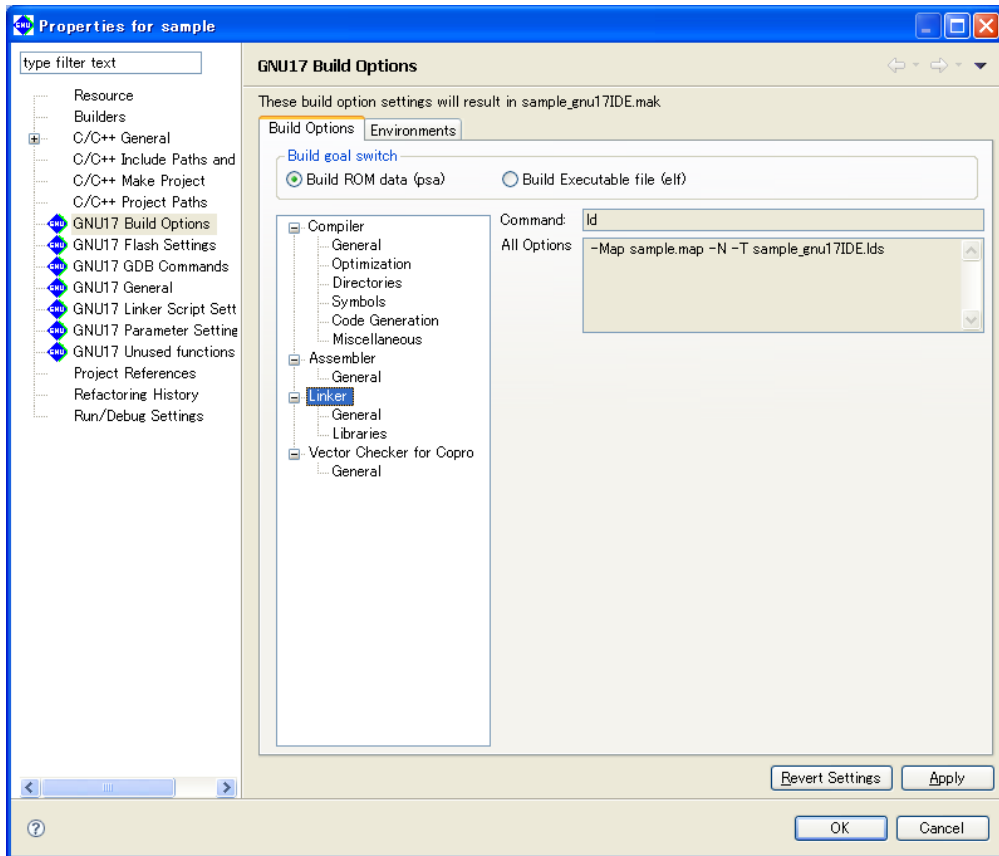 Properties for sample
type filter text
Resource
Builders
C/C++ General
C/C++ Include Paths and
C/C++ Make Project
C/C++ Project Paths
GNU17 Build Options
GNU17 Flash Settings
GNU17 GDB Commands
GNU17 General
GNU17 Linker Script Sett
GNU17 Parameter Setting
GNU17 Unused functions
Project References
Refactoring History
Run/Debug Settings
GNU17 Build Options
These build option settings will result in sample_gnu17IDE.mak
Build Options Environments
Build goal switch
Build ROM data (psa) Build Executable file (elf)
Compiler
General
Optimization
Directories
Symbols
Code Generation
Miscellaneous
Assembler
General
Linker
General
Libraries
Vector Checker for Copro
General
Command: ld
All Options -Map sample.map -N -T sample_gnu17IDE.lds
Revert Settings Apply
OK Cancel